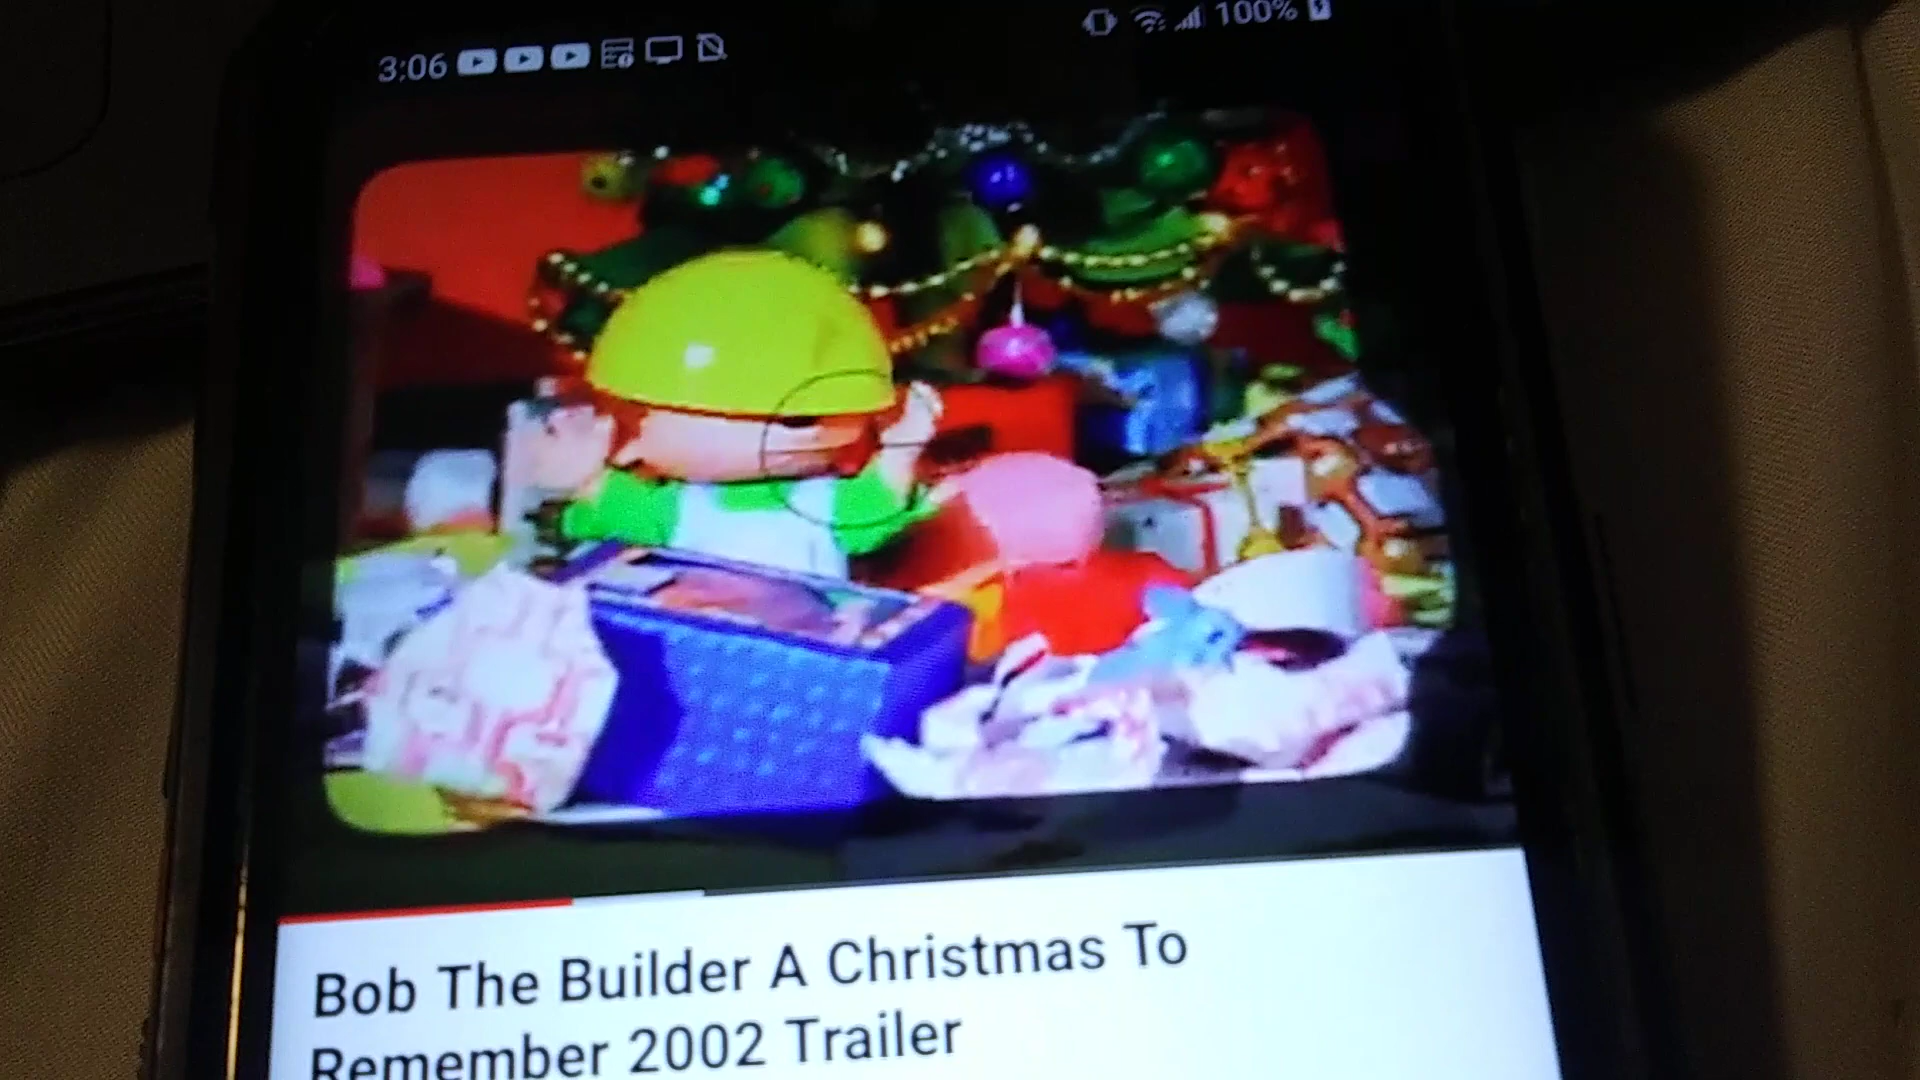 3:06
100%
Bob The Builder A Christmas To
Remember 2002 Trailer